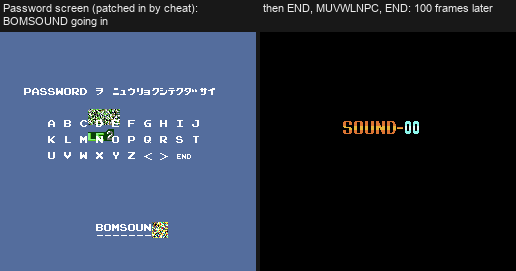 Password screen (patched in by cheat):
BOMSOUND going in
then END, MUVWLNPC, END: 100 frames later
PASSWORD ヲ ニュウリョクシテクダサイ
A B C D E F G H I J
K L M N O P Q R S T
U V W X Y Z < > END
BOMSOUN
SOUND-00